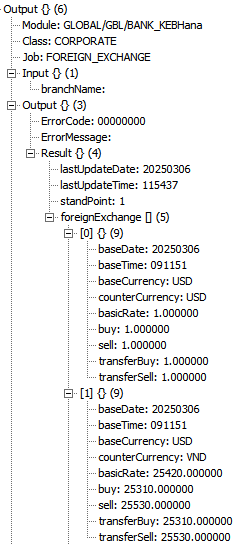 Output {} (6)
Module: GLOBAL/GBL/BANK_KEBHana
Class: CORPORATE
Job: FOREIGN_EXCHANGE
Input {} (1)
branchName:
Output {} (3)
ErrorCode: 00000000
ErrorMessage:
Result {} (4)
lastUpdateDate: 20250306
lastUpdateTime: 115437
standPoint: 1
foreignExchange [] (5)
[0] {} (9)
baseDate: 20250306
baseTime: 091151
baseCurrency: USD
counterCurrency: USD
basicRate: 1.000000
buy: 1.000000
sell: 1.000000
transferBuy: 1.000000
transferSell: 1.000000
[1] {} (9)
baseDate: 20250306
baseTime: 091151
baseCurrency: USD
counterCurrency: VND
basicRate: 25420.000000
buy: 25310.000000
sell: 25530.000000
transferBuy: 25310.000000
transferSell: 25530.000000